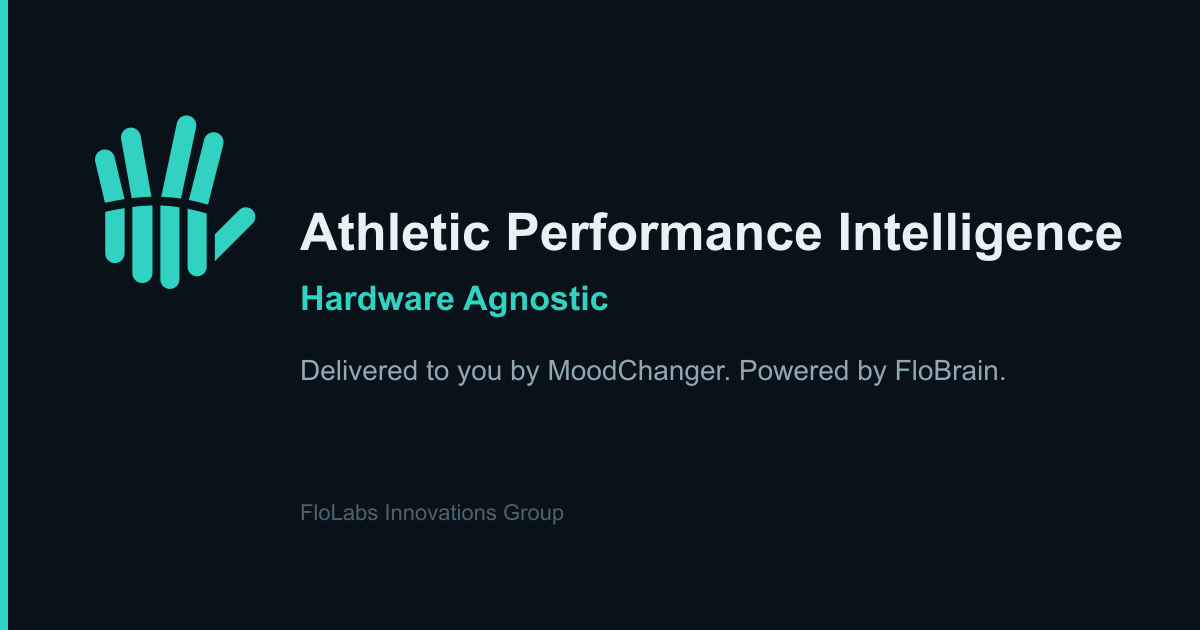 Athletic Performance Intelligence
Hardware Agnostic
Delivered to you by MoodChanger. Powered by FloBrain.
FloLabs Innovations Group